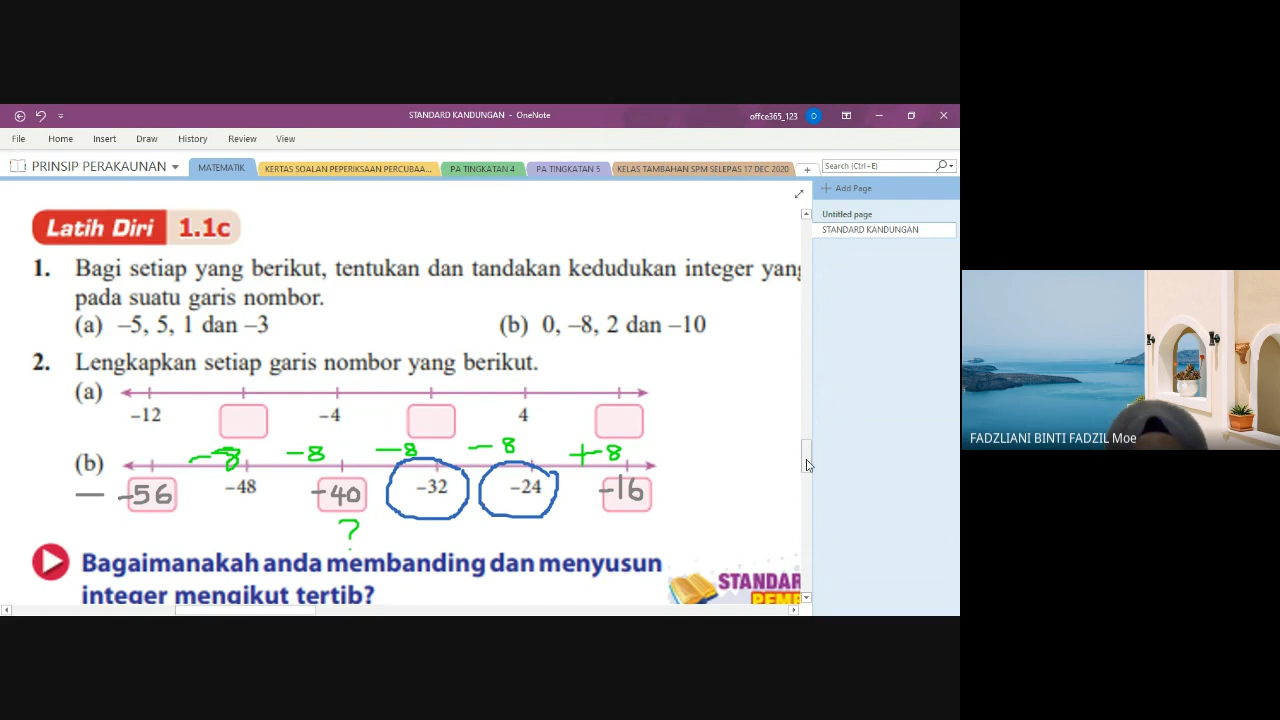 STANDARD KANDUNGAN - OneNote
offce365_123
O
File Home Insert Draw History Review View
PRINSIP PERAKAUNAN
MATEMATIK
KERTAS SOALAN PEPERIKSAAN PERCUBAA...
PA TINGKATAN 4
PA TINGKATAN 5
KELAS TAMBAHAN SPM SELEPAS 17 DEC 2020
+
Search (Ctrl+E)
Add Page
Untitled page
STANDARD KANDUNGAN
Latih Diri 1.1c
1. Bagi setiap yang berikut, tentukan dan tandakan kedudukan integer yang
pada suatu garis nombor.
(a) –5, 5, 1 dan –3 (b) 0, –8, 2 dan –10
2. Lengkapkan setiap garis nombor yang berikut.
(a)
–12 –4 4
-8 -8 -8 -8 +8
(b)
— -56 –48 -40 –32 –24 -16
?
Bagaimanakah anda membanding dan menyusun
integer mengikut tertib?
STANDAR
PEMB
FADZLIANI BINTI FADZIL Moe